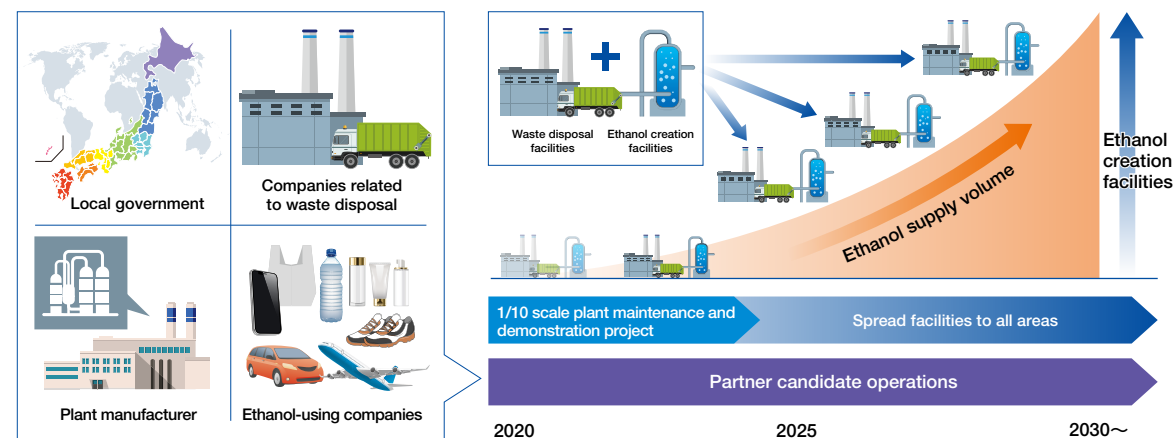 Local government
Companies related
to waste disposal
Plant manufacturer
Ethanol-using companies
Waste disposal
facilities
Ethanol creation
facilities
Ethanol supply volume
Ethanol
creation
facilities
1/10 scale plant maintenance and
demonstration project
Spread facilities to all areas
Partner candidate operations
2020
2025
2030～